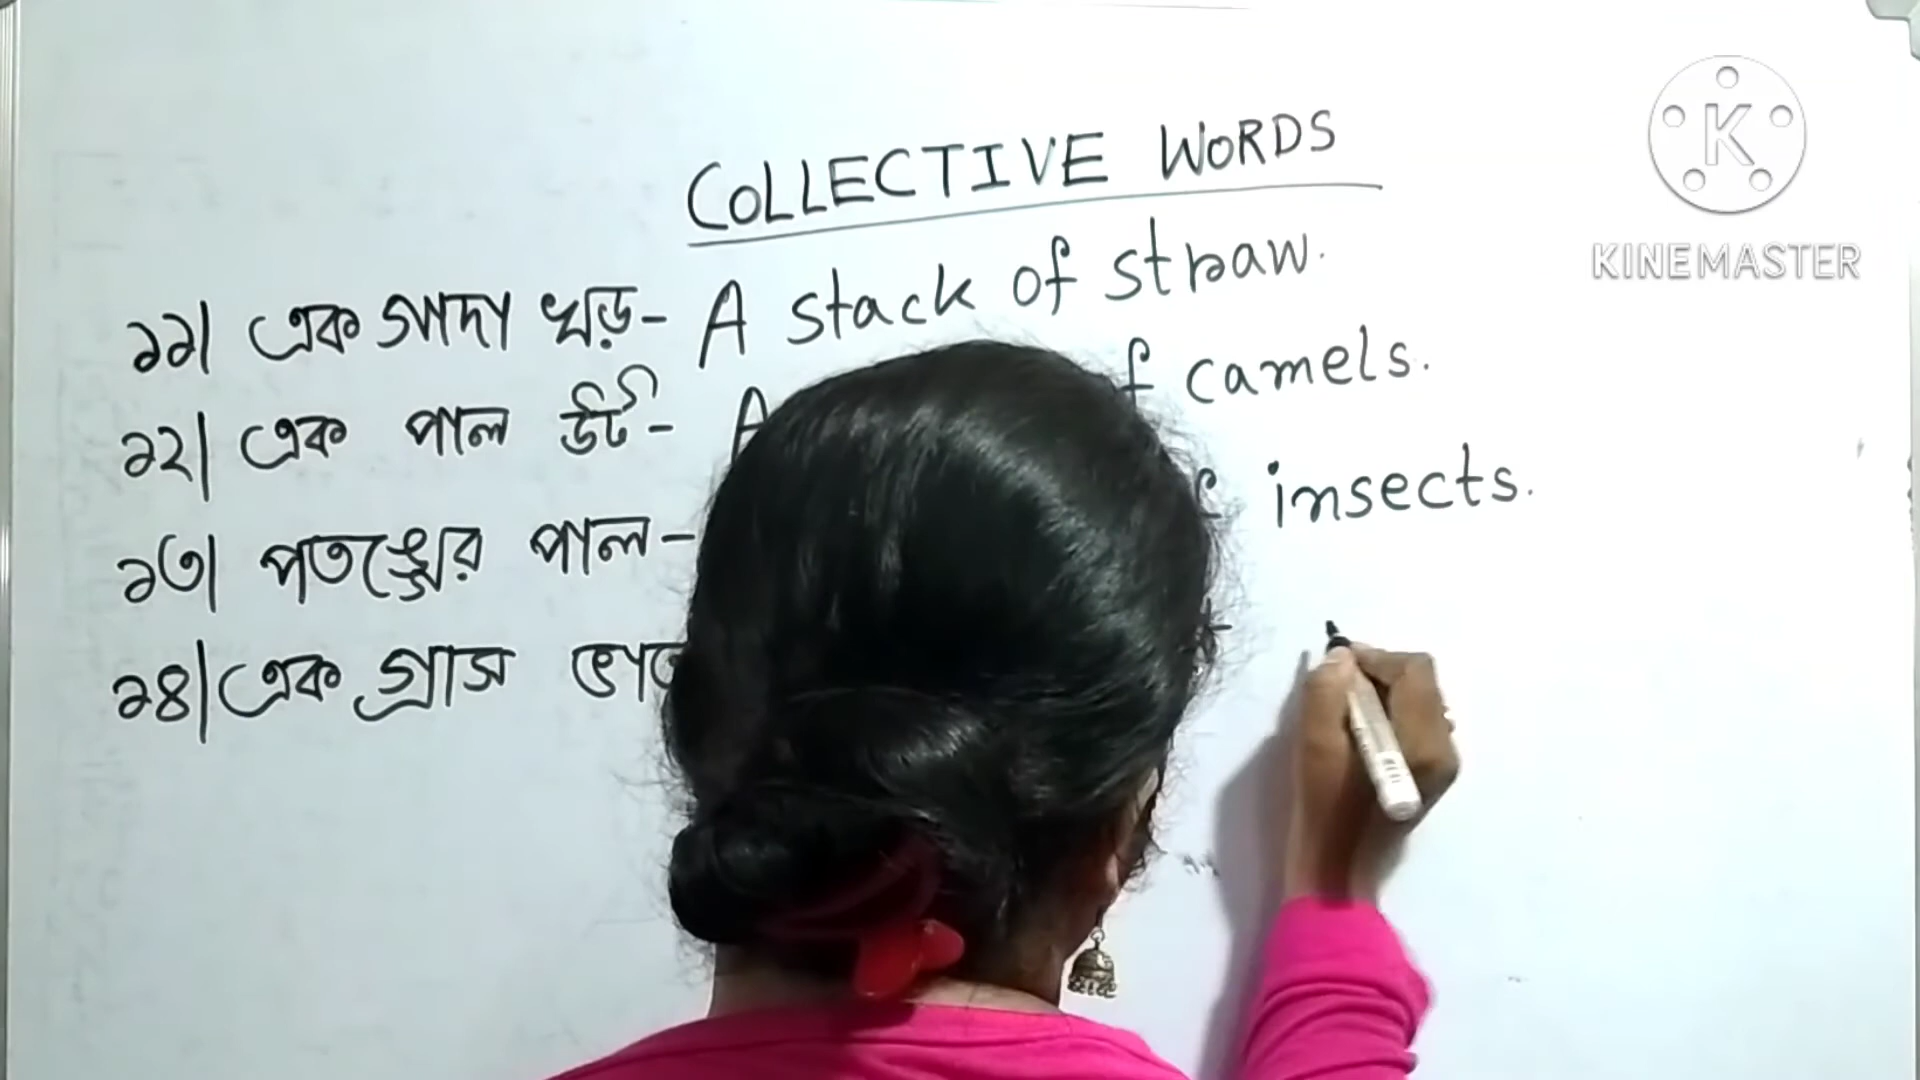 COLLECTIVE WORDS
১১| এক গাদা খড় - A stack of straw.
১২| এক পাল উট - A camels.
১৩| পতঙ্গের পাল - insects.
১৪| এক গ্রাস
K
KINEMASTER